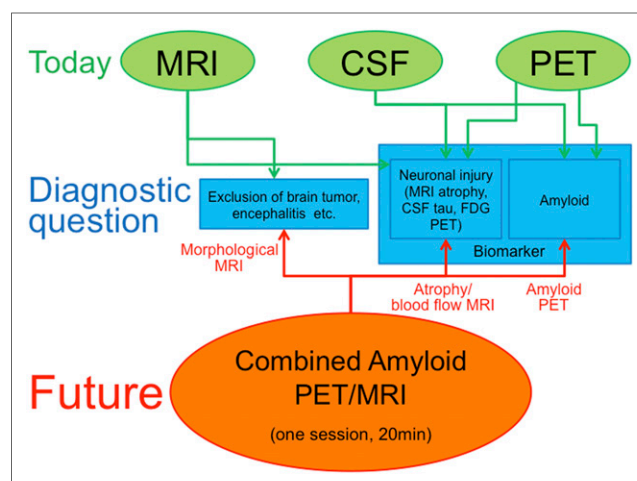 Today
MRI
CSF
PET
Diagnostic
question
Exclusion of brain tumor,
encephalitis etc.
Neuronal injury
(MRI atrophy,
CSF tau, FDG
PET)
Amyloid
Biomarker
Morphological
MRI
Atrophy/
blood flow MRI
Amyloid
PET
Future
Combined Amyloid
PET/MRI
(one session, 20min)